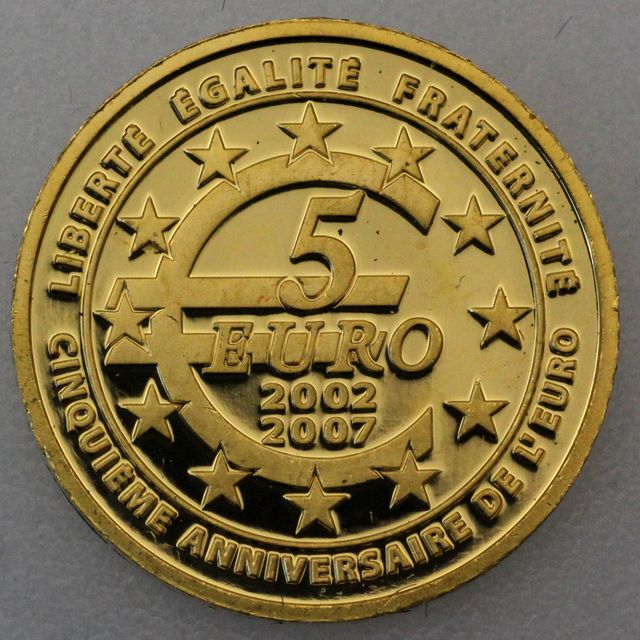 LIBERTÉ ÉGALITÉ FRATERNITÉ
5
EURO
2002
2007
CINQUIÈME ANNIVERSAIRE DE L'EURO